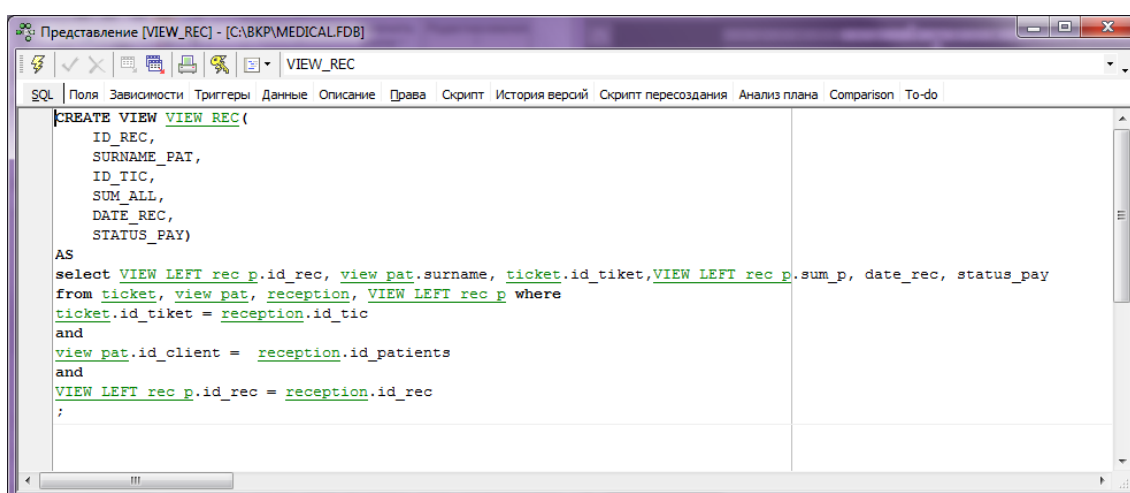 Представление [VIEW_REC] - [C:\BKP\MEDICAL.FDB]
VIEW_REC
SQL Поля Зависимости Триггеры Данные Описание Права Скрипт История версий Скрипт пересоздания Анализ плана Comparison To-do
CREATE VIEW VIEW_REC(
ID_REC,
SURNAME_PAT,
ID_TIC,
SUM_ALL,
DATE_REC,
STATUS_PAY)
AS
select VIEW_LEFT_rec_p.id_rec, view_pat.surname, ticket.id_tiket,VIEW_LEFT_rec_p.sum_p, date_rec, status_pay
from ticket, view_pat, reception, VIEW_LEFT_rec_p where
ticket.id_tiket = reception.id_tic
and
view_pat.id_client =  reception.id_patients
and
VIEW_LEFT_rec_p.id_rec = reception.id_rec
;